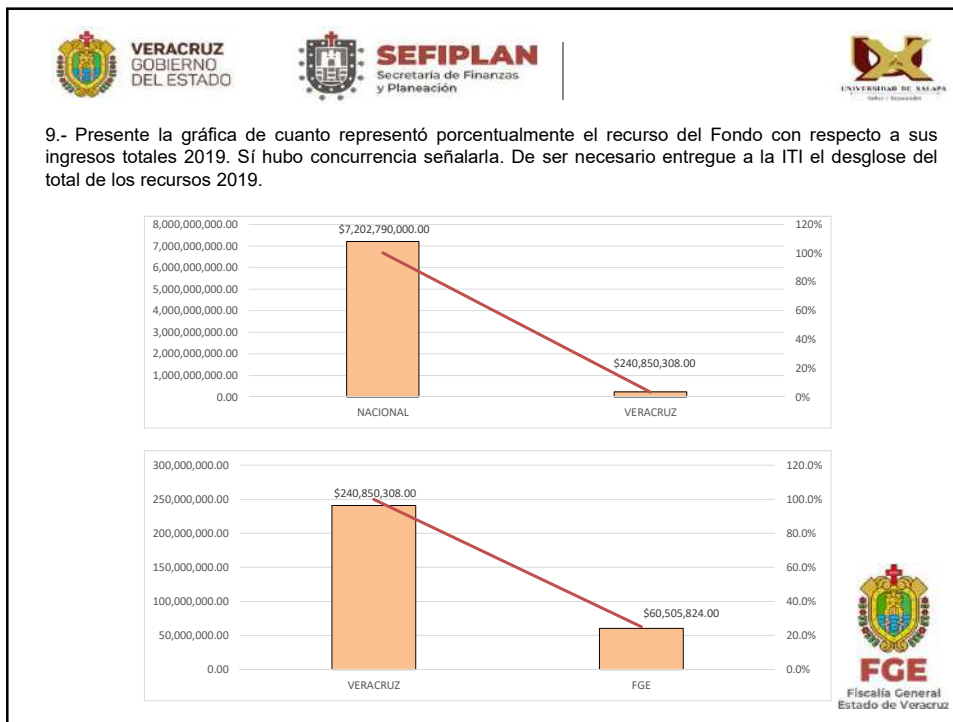 VERACRUZ
GOBIERNO
DEL ESTADO
SEFIPLAN
Secretaría de Finanzas
y Planeación
UNIVERSIDAD DE XALAPA
9.- Presente la gráfica de cuanto representó porcentualmente el recurso del Fondo con respecto a sus
ingresos totales 2019. Sí hubo concurrencia señalarla. De ser necesario entregue a la ITI el desglose del
total de los recursos 2019.
8,000,000,000.00
7,000,000,000.00
6,000,000,000.00
5,000,000,000.00
4,000,000,000.00
3,000,000,000.00
2,000,000,000.00
1,000,000,000.00
0.00
$7,202,790,000.00
$240,850,308.00
120%
100%
80%
60%
40%
20%
0%
NACIONAL
VERACRUZ
300,000,000.00
250,000,000.00
200,000,000.00
150,000,000.00
100,000,000.00
50,000,000.00
0.00
$240,850,308.00
$60,505,824.00
120.0%
100.0%
80.0%
60.0%
40.0%
20.0%
0.0%
VERACRUZ
FGE
FGE
Fiscalía General
Estado de Veracruz